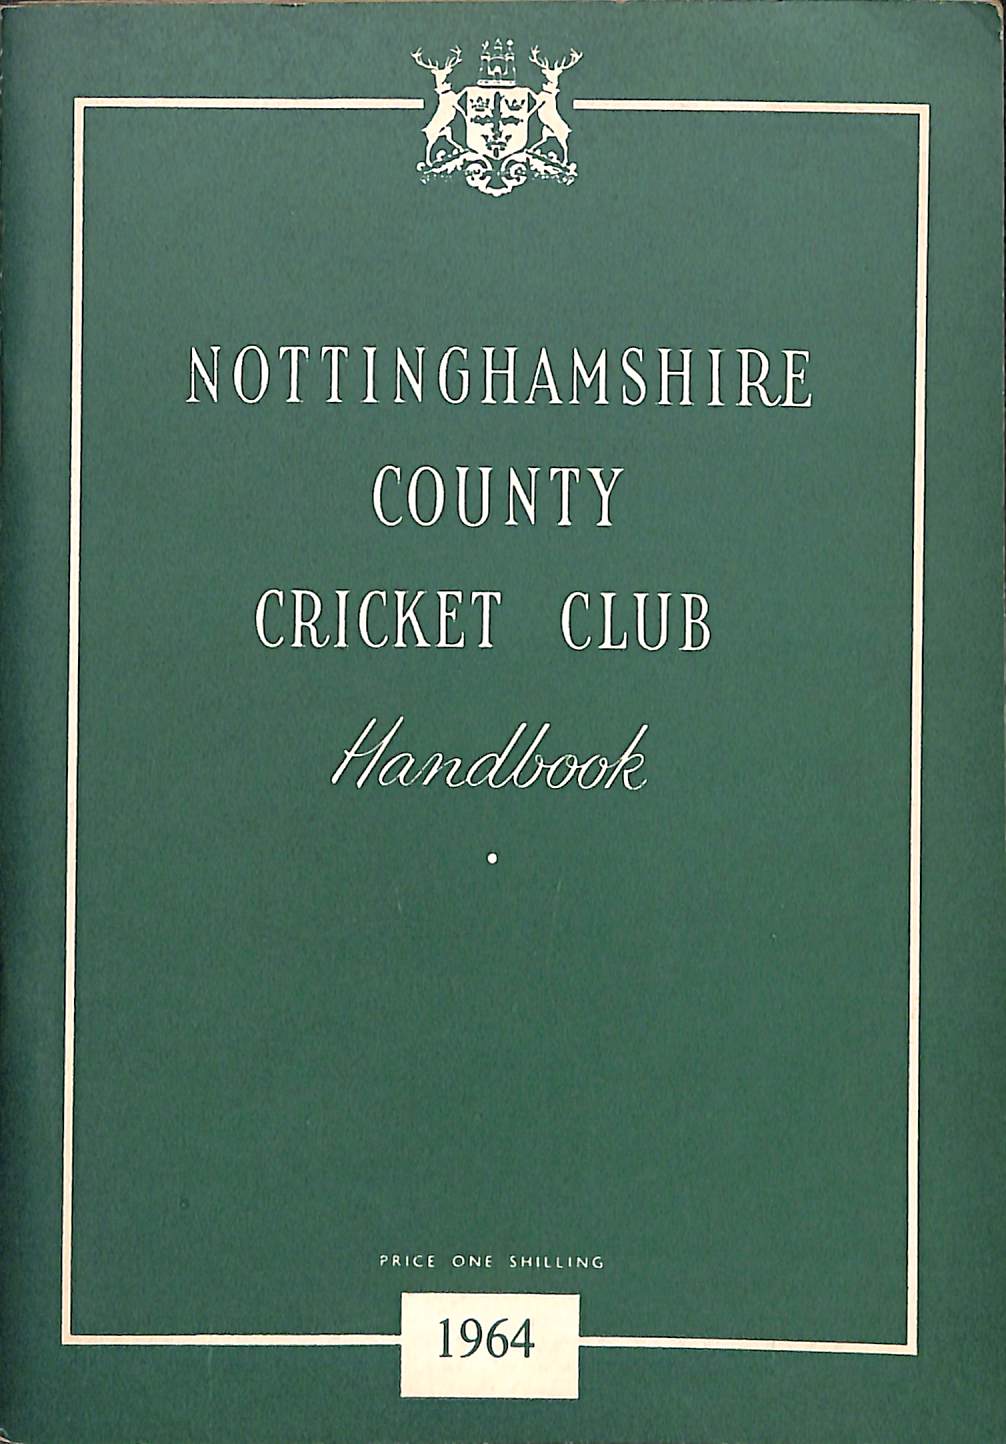 NOTTINGHAMSHIRE
COUNTY
CRICKET CLUB
Handbook
PRICE ONE SHILLING
1964